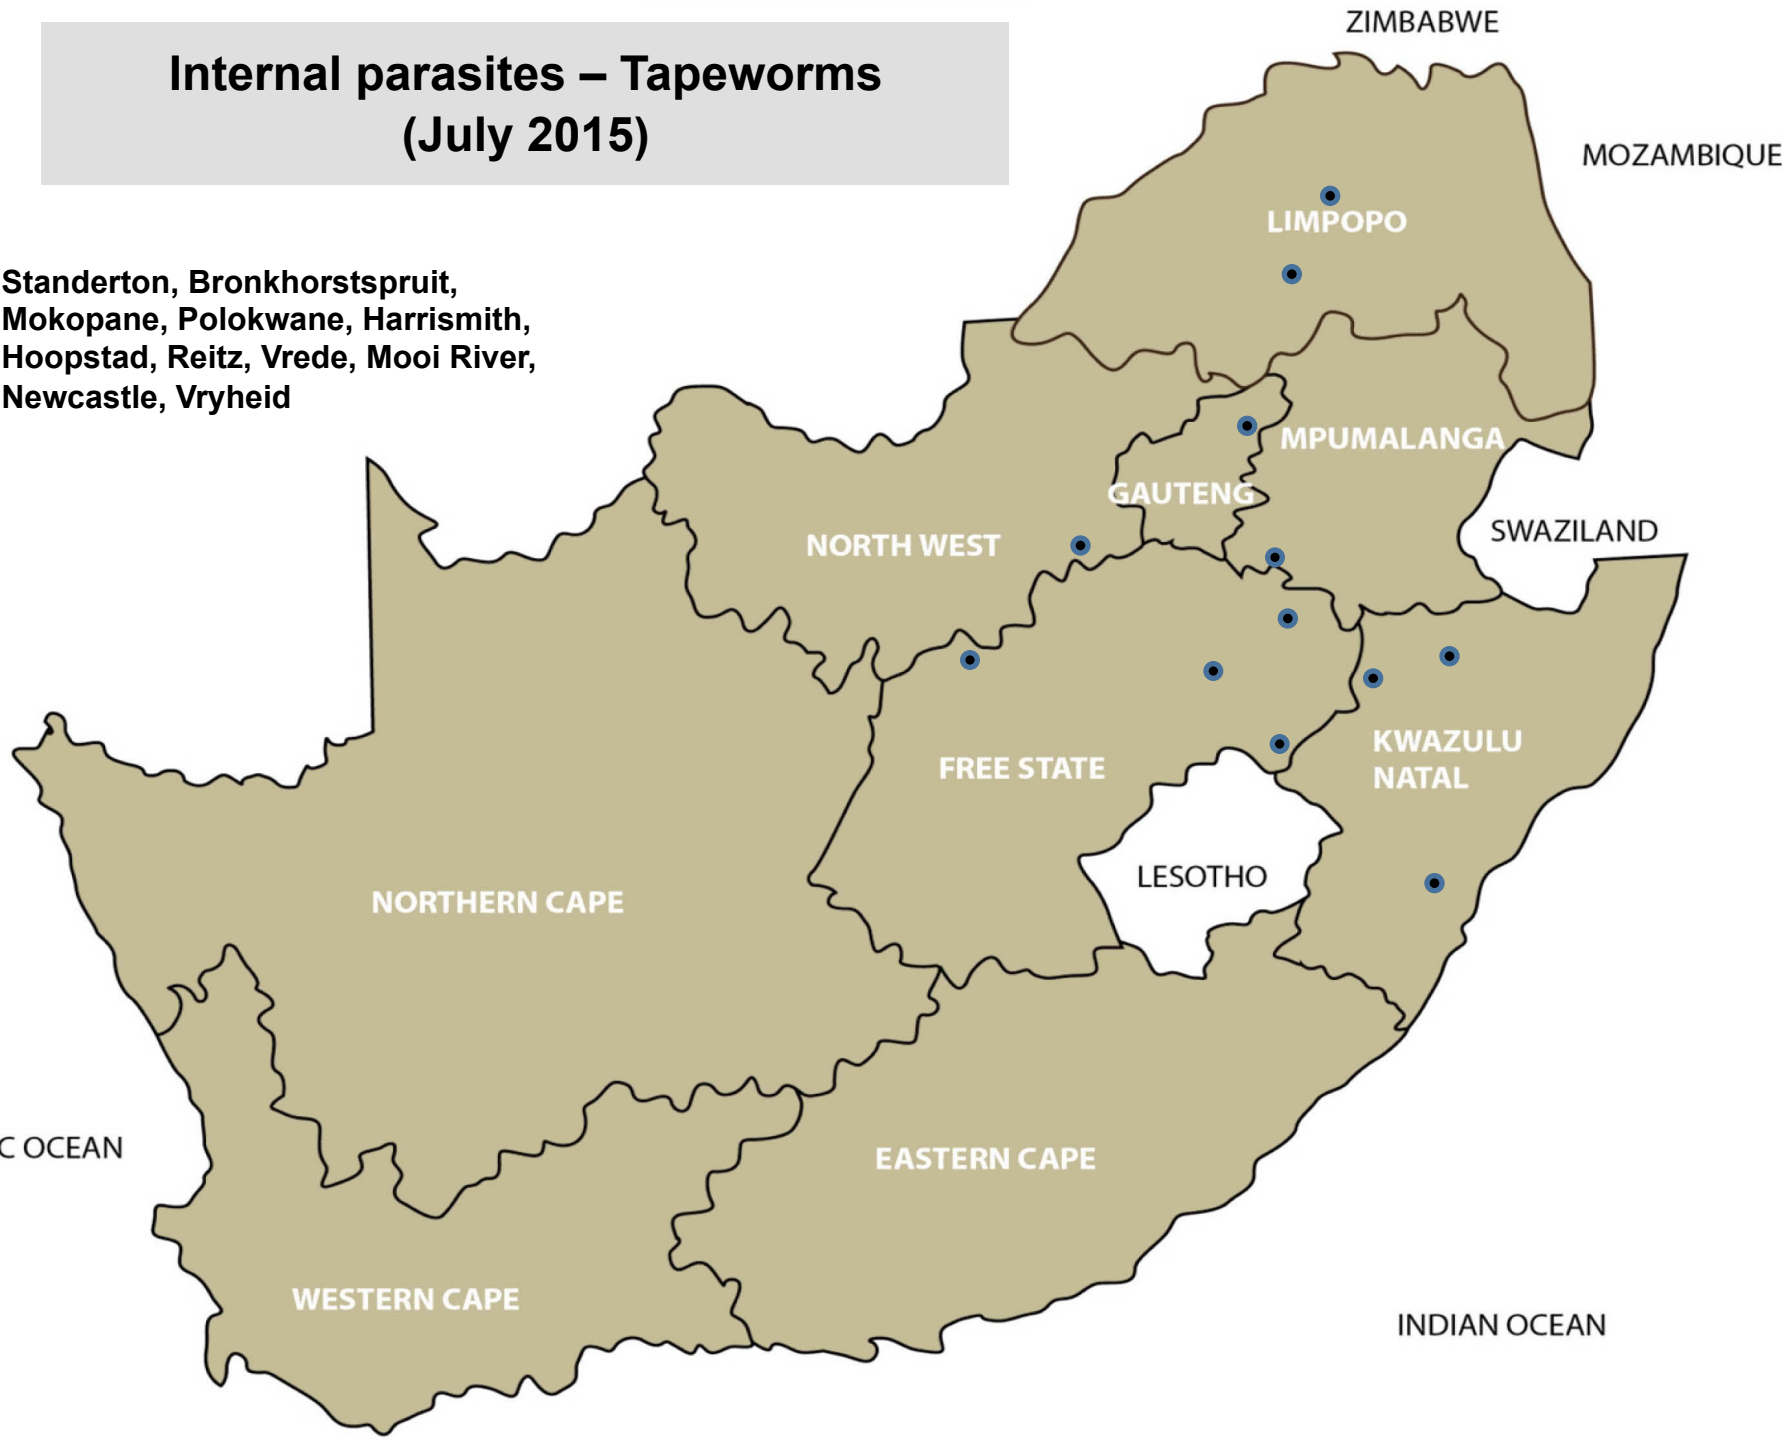 Internal parasites – Tapeworms
(July 2015)
Standerton, Bronkhorstspruit,
Mokopane, Polokwane, Harrismith,
Hoopstad, Reitz, Vrede, Mooi River,
Newcastle, Vryheid
ZIMBABWE
MOZAMBIQUE
LIMPOPO
MPUMALANGA
GAUTENG
SWAZILAND
NORTH WEST
KWAZULU
NATAL
FREE STATE
LESOTHO
NORTHERN CAPE
C OCEAN
EASTERN CAPE
WESTERN CAPE
INDIAN OCEAN